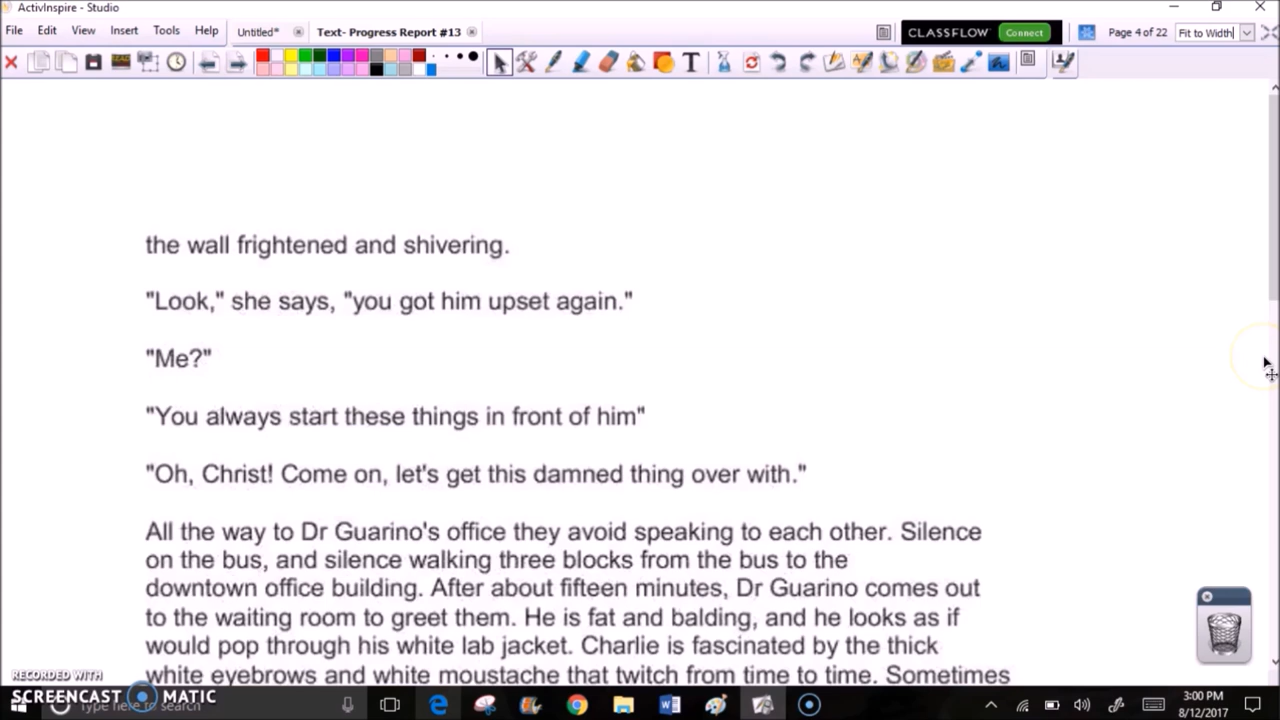 ActivInspire - Studio
File Edit View Insert Tools Help Untitled* Text- Progress Report #13 CLASSFLOW Connect Page 4 of 22 Fit to Width
the wall frightened and shivering.
"Look," she says, "you got him upset again."
"Me?"
"You always start these things in front of him"
"Oh, Christ! Come on, let's get this damned thing over with."
All the way to Dr Guarino's office they avoid speaking to each other. Silence
on the bus, and silence walking three blocks from the bus to the
downtown office building. After about fifteen minutes, Dr Guarino comes out
to the waiting room to greet them. He is fat and balding, and he looks as if
would pop through his white lab jacket. Charlie is fascinated by the thick
white eyebrows and white moustache that twitch from time to time. Sometimes
RECORDED WITH
SCREENCAST MATIC
Type here to search
3:00 PM
8/12/2017